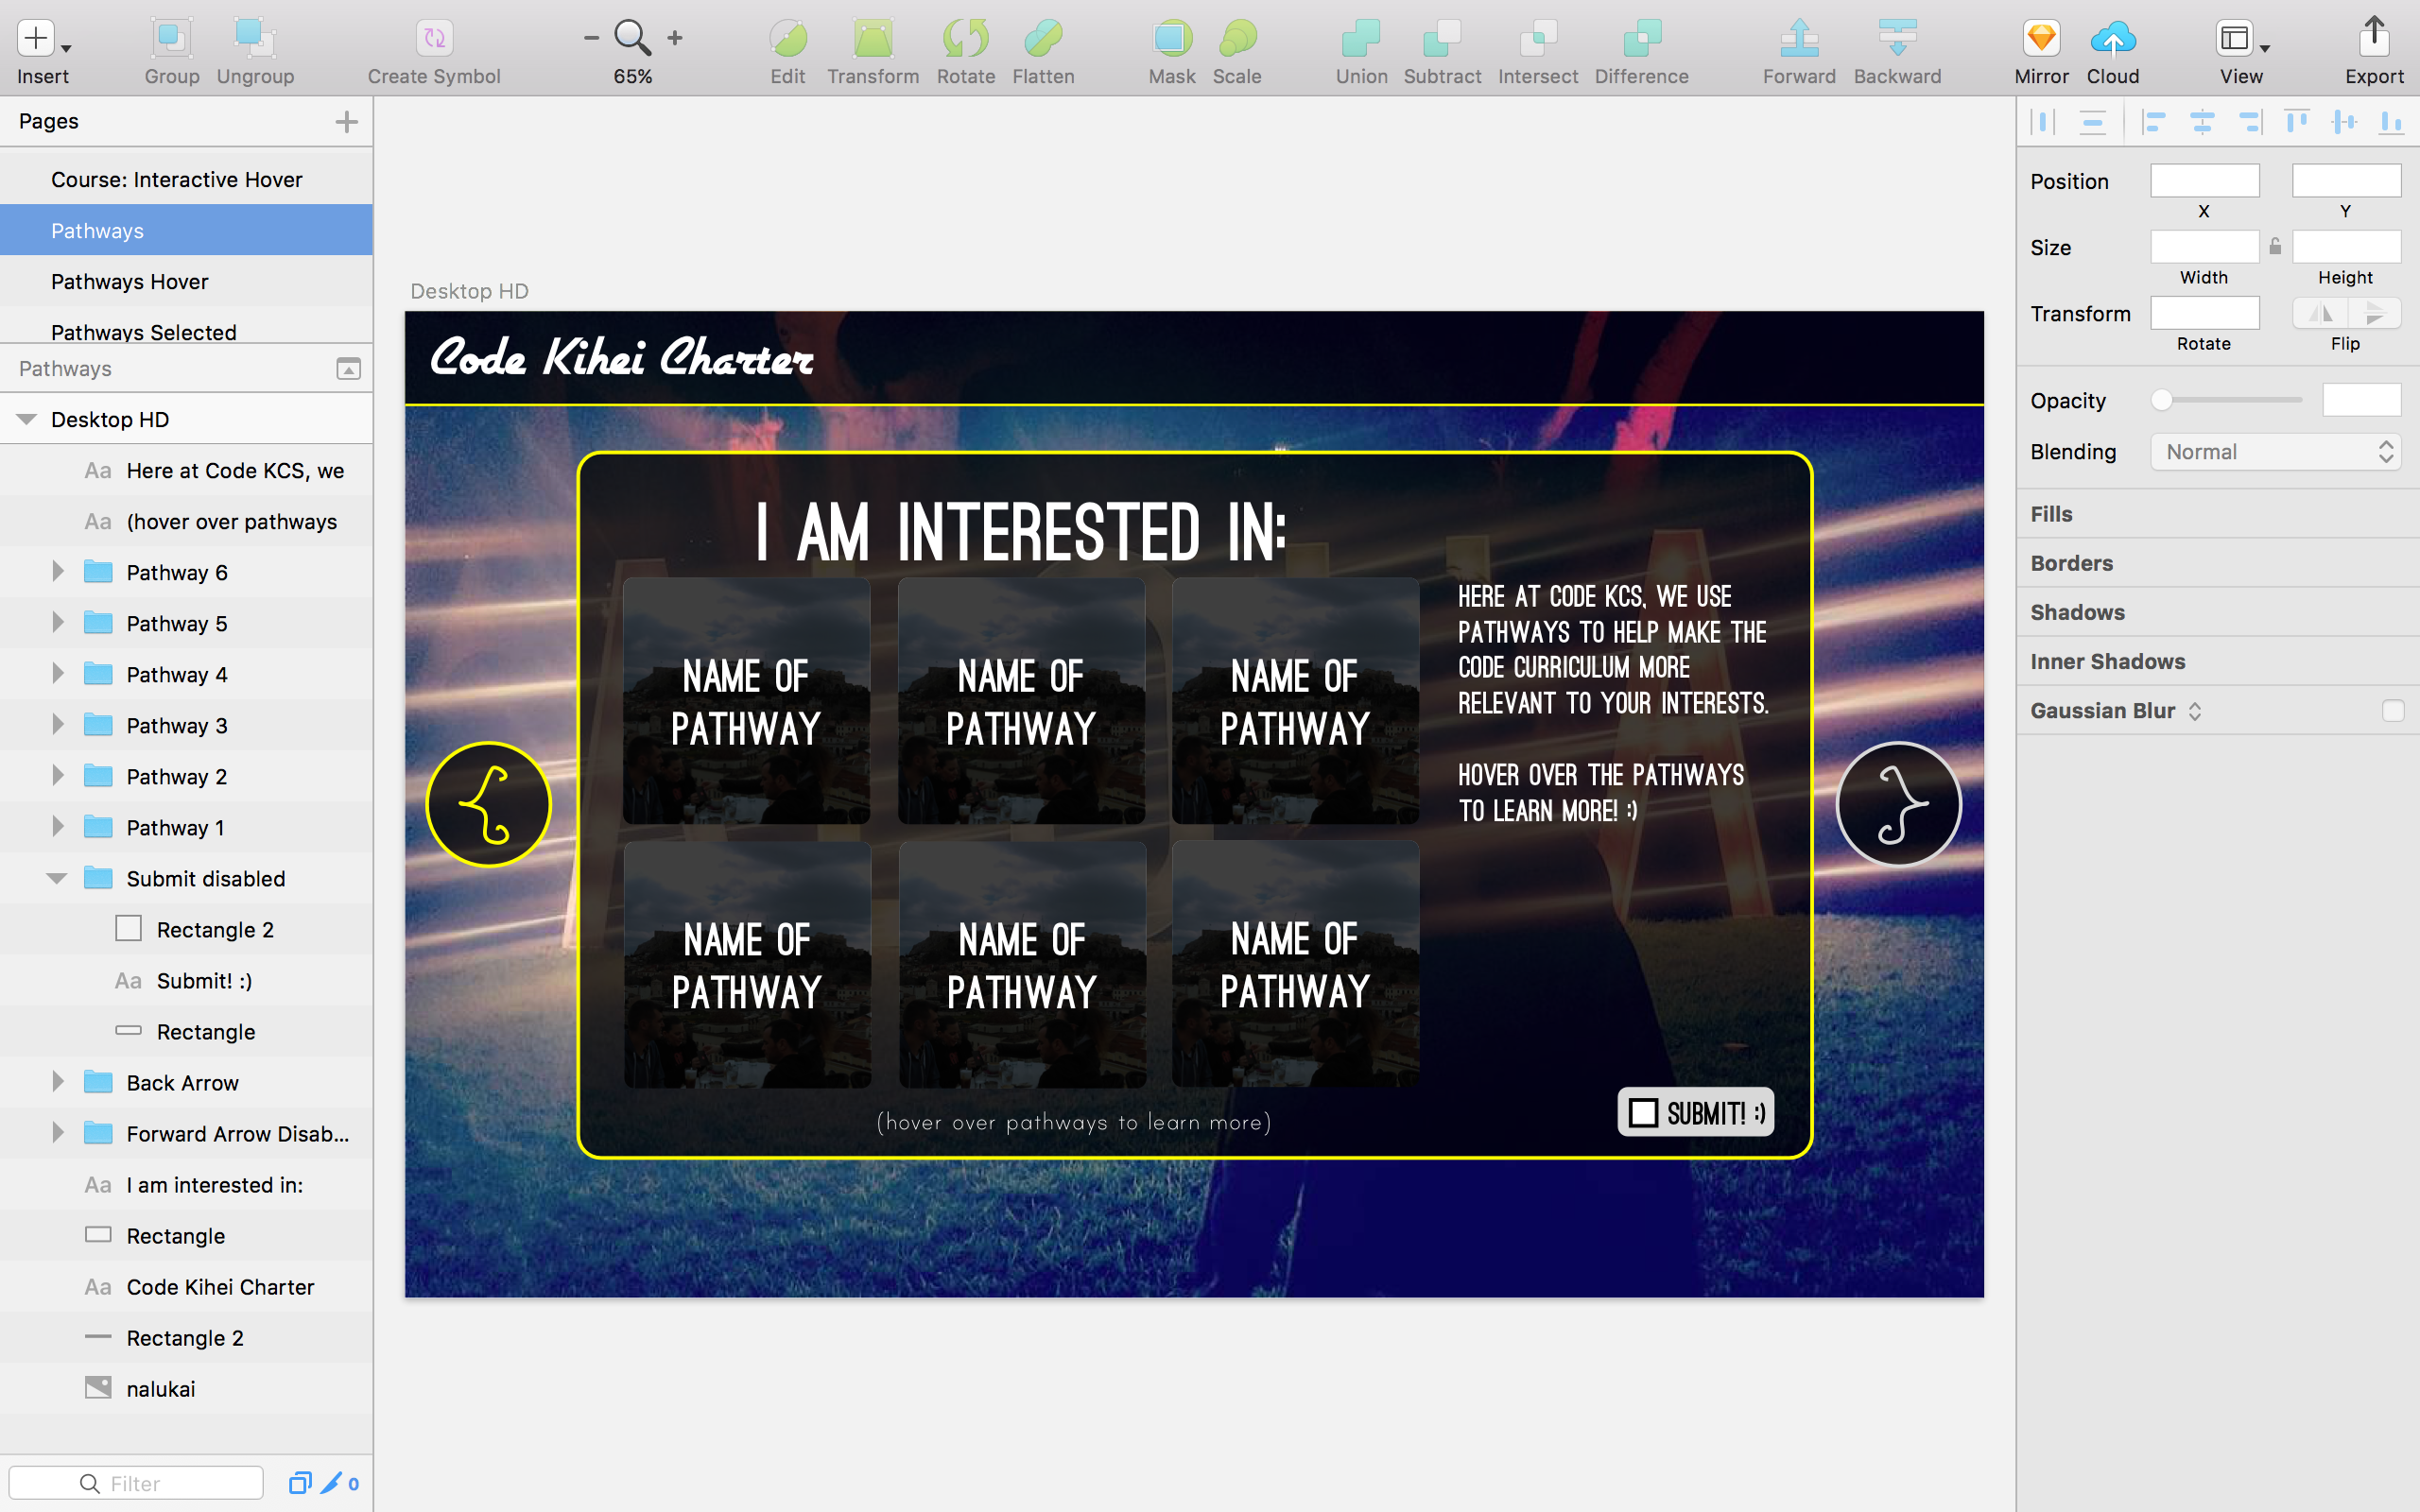 Insert
Group
Ungroup
Create Symbol
65%
Edit
Transform
Rotate
Flatten
Mask
Scale
Union
Subtract
Intersect
Difference
Forward
Backward
Mirror
Cloud
View
Export
Pages
Course: Interactive Hover
Pathways
Pathways Hover
Pathways Selected
Pathways
Desktop HD
Aa Here at Code KCS, we
Aa (hover over pathways
Pathway 6
Pathway 5
Pathway 4
Pathway 3
Pathway 2
Pathway 1
Submit disabled
Rectangle 2
Aa Submit! :)
Rectangle
Back Arrow
Forward Arrow Disab...
Aa I am interested in:
Rectangle
Aa Code Kihei Charter
Rectangle 2
nalukai
Filter
0
Desktop HD
Code Kihei Charter
I AM INTERESTED IN:
NAME OF
PATHWAY
NAME OF
PATHWAY
NAME OF
PATHWAY
NAME OF
PATHWAY
NAME OF
PATHWAY
NAME OF
PATHWAY
HERE AT CODE KCS, WE USE
PATHWAYS TO HELP MAKE THE
CODE CURRICULUM MORE
RELEVANT TO YOUR INTERESTS.
HOVER OVER THE PATHWAYS
TO LEARN MORE! :)
{
}
(hover over pathways to learn more)
SUBMIT! :)
Position
X
Y
Size
Width
Height
Transform
Rotate
Flip
Opacity
Blending
Normal
Fills
Borders
Shadows
Inner Shadows
Gaussian Blur